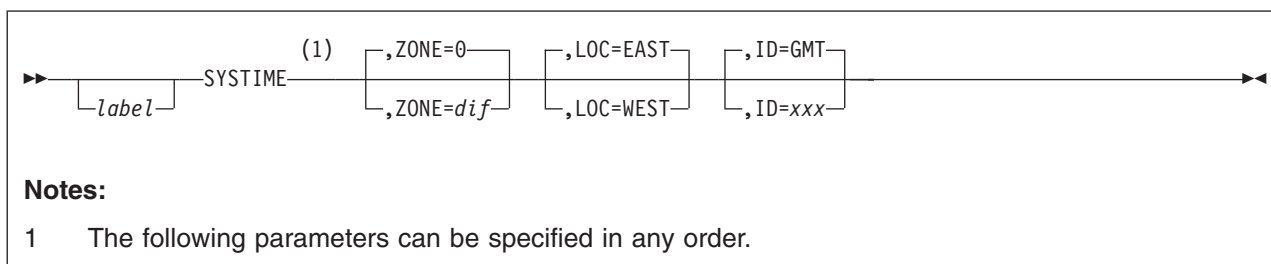 (1) ,ZONE=0 ,LOC=EAST ,ID=GMT
SYSTIME
label ,ZONE=dif ,LOC=WEST ,ID=xxx
Notes:
1 The following parameters can be specified in any order.